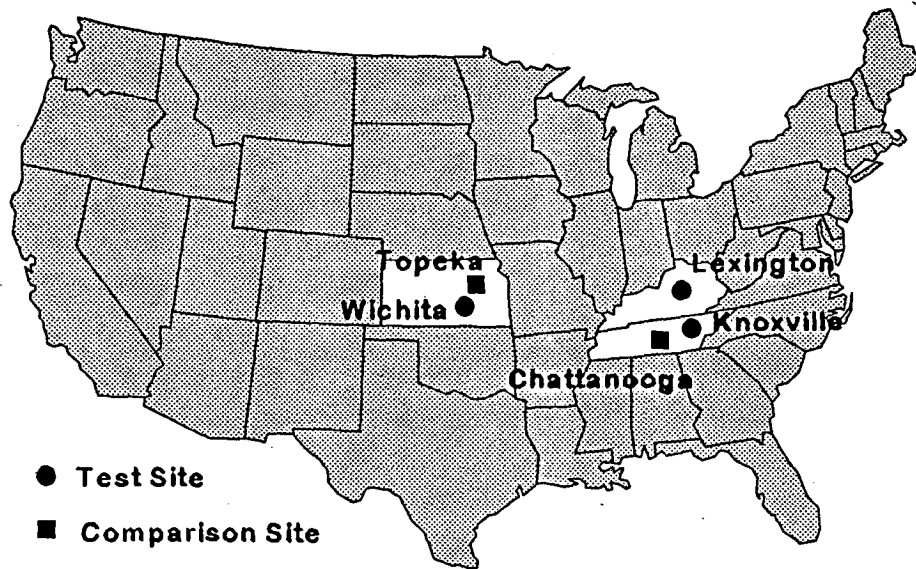 Topeka
Lexington
Wichita
Knoxville
Chattanooga
Test Site
Comparison Site